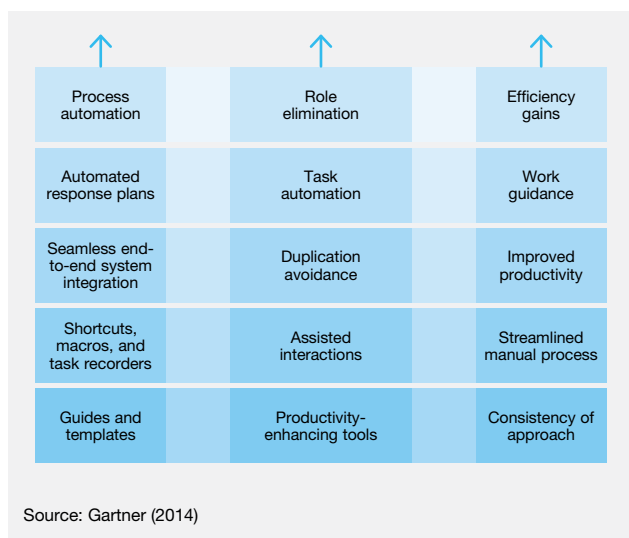 Process
automation
Role
elimination
Efficiency
gains
Automated
response plans
Task
automation
Work
guidance
Seamless end-
to-end system
integration
Duplication
avoidance
Improved
productivity
Shortcuts,
macros, and
task recorders
Assisted
interactions
Streamlined
manual process
Guides and
templates
Productivity-
enhancing tools
Consistency of
approach
Source: Gartner (2014)